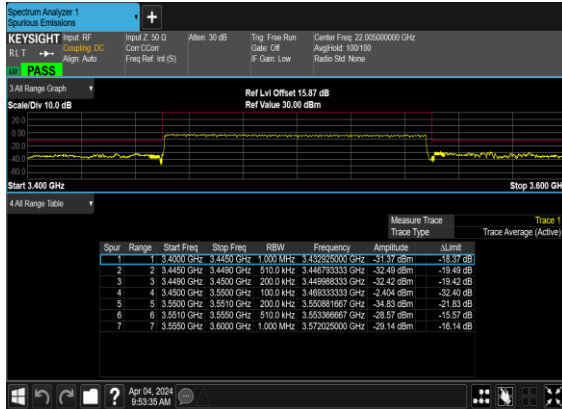 Spectrum Analyzer 1
Spurious Emissions
KEYSIGHT Input: RF Input Z: 50 Ω Atten: 30 dB Trig: Free Run Center Freq: 22.005000000 GHz
RLT Coupling: DC Corr CCorr Gate: Off Avg|Hold: 100/100
Align: Auto Freq Ref: Int (S) IF Gain: Low Radio Std: None
PASS
3 All Range Graph Ref Lvl Offset 15.87 dB
Scale/Div 10.0 dB Ref Value 30.00 dBm
20.0
0.00
-20.0
-40.0
-60.0
Start 3.400 GHz Stop 3.600 GH
4 All Range Table
Measure Trace Trace 1
Trace Type Trace Average (Active)
Spur Range Start Freq Stop Freq RBW Frequency Amplitude ΔLimit
1 1 3.4000 GHz 3.4450 GHz 1.000 MHz 3.432925000 GHz -31.37 dBm -18.37 dB
2 2 3.4450 GHz 3.4490 GHz 510.0 kHz 3.446793333 GHz -32.49 dBm -19.49 dB
3 3 3.4490 GHz 3.4500 GHz 200.0 kHz 3.449988333 GHz -32.42 dBm -19.42 dB
4 4 3.4500 GHz 3.5500 GHz 100.0 kHz 3.469333333 GHz -2.404 dBm -32.40 dB
5 5 3.5500 GHz 3.5510 GHz 200.0 kHz 3.550881667 GHz -34.83 dBm -21.83 dB
6 6 3.5510 GHz 3.5550 GHz 510.0 kHz 3.553366667 GHz -28.57 dBm -15.57 dB
7 7 3.5550 GHz 3.6000 GHz 1.000 MHz 3.572025000 GHz -29.14 dBm -16.14 dB
Apr 04, 2024
9:53:35 AM